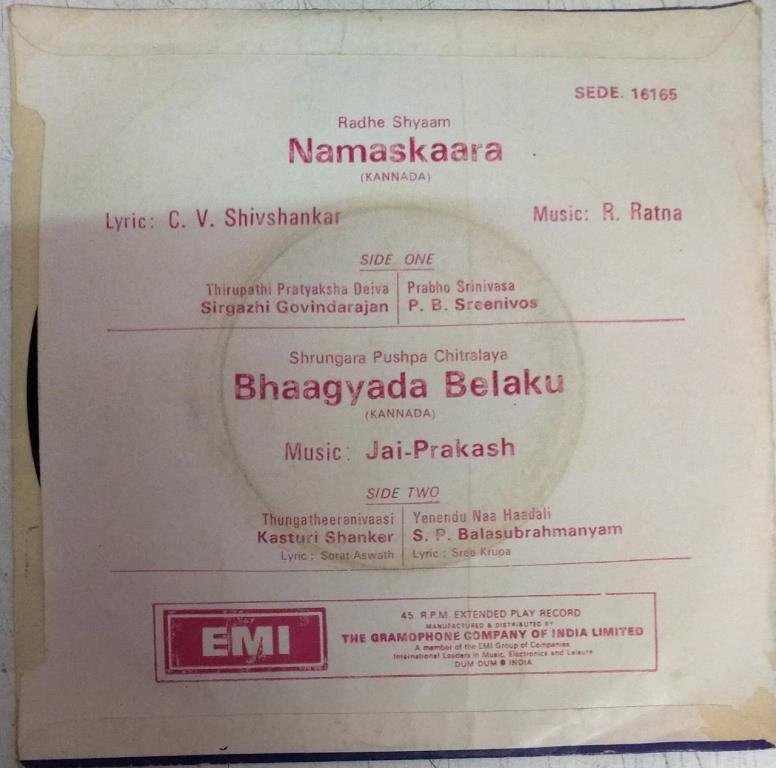 SEDE. 16165
Radhe Shyaam
Namaskaara
(KANNADA)
Lyric: C. V. Shivshankar Music: R. Ratna
SIDE ONE
Thirupathi Pratyaksha Deiva Prabho Srinivasa
Sirgazhi Govindarajan P. B. Sreenivos
Shrungara Pushpa Chitralaya
Bhaagyada Belaku
(KANNADA)
Music: Jai-Prakash
SIDE TWO
Thungatheeranivaasi Yenendu Naa Haadali
Kasturi Shanker S. P. Balasubrahmanyam
Lyric: Sorat Aswath Lyric: Sree Krupa
EMI
45 R.P.M. EXTENDED PLAY RECORD
MANUFACTURED & DISTRIBUTED BY
THE GRAMOPHONE COMPANY OF INDIA LIMITED
A member of the EMI Group of Companies
International Leaders in Music, Electronics and Leisure
DUM DUM ● INDIA